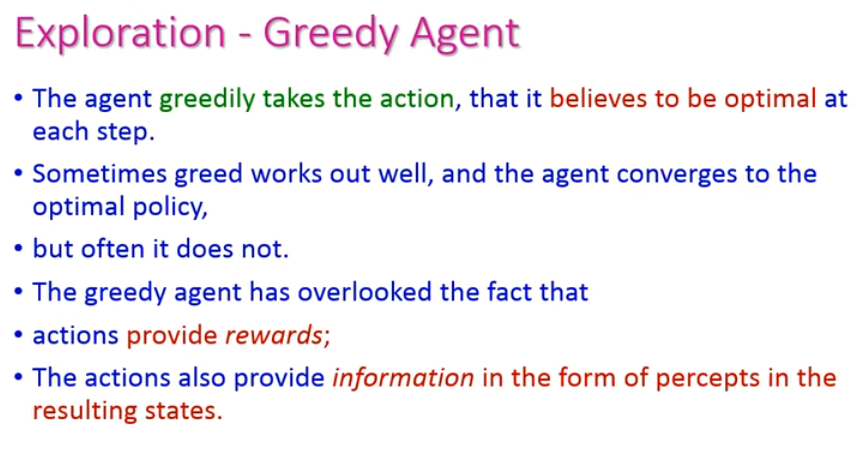 Exploration - Greedy Agent
• The agent greedily takes the action, that it believes to be optimal at
each step.
• Sometimes greed works out well, and the agent converges to the
optimal policy,
• but often it does not.
• The greedy agent has overlooked the fact that
• actions provide rewards;
• The actions also provide information in the form of percepts in the
resulting states.